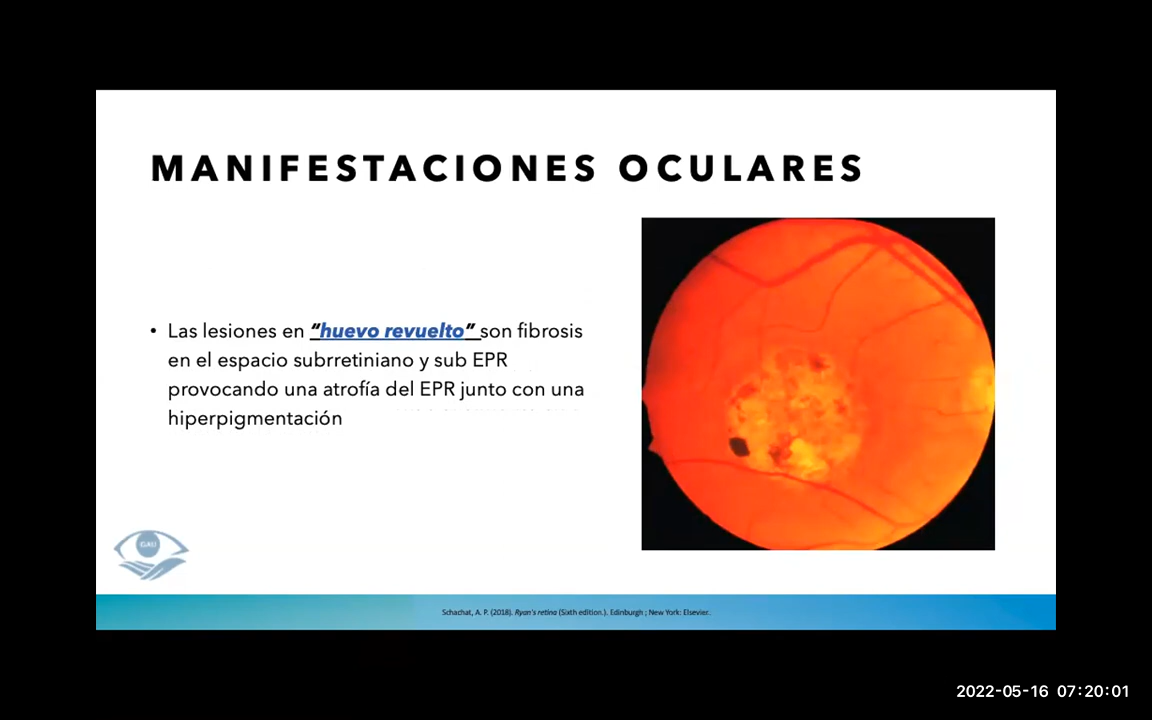 MANIFESTACIONES OCULARES
• Las lesiones en "huevo revuelto" son fibrosis
en el espacio subrretiniano y sub EPR
provocando una atrofía del EPR junto con una
hiperpigmentación
Schachat, A. P. (2018). Ryan's retina (Sixth edition.). Edinburgh ; New York: Elsevier.
2022-05-16 07:20:01